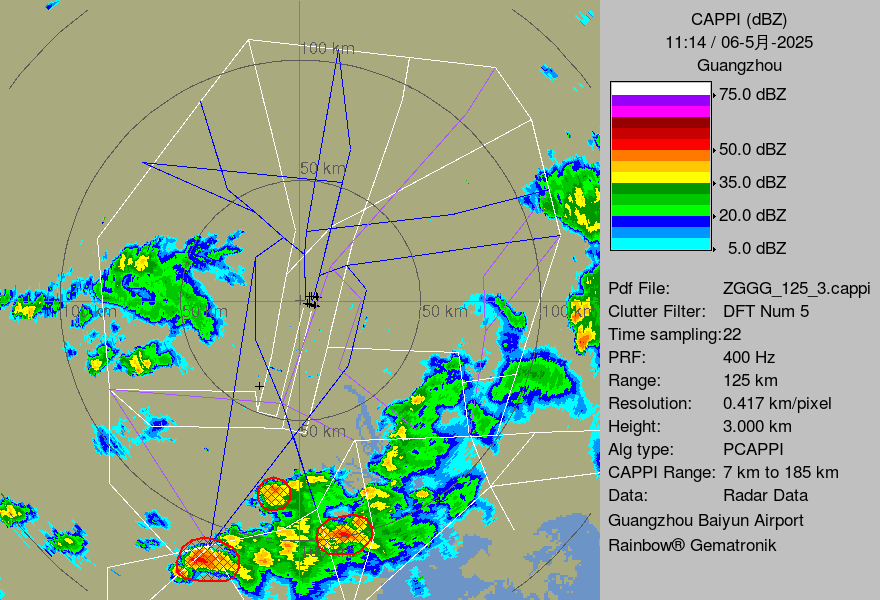 CAPPI (dBZ)
11:14 / 06-5月-2025
Guangzhou
75.0 dBZ
50.0 dBZ
35.0 dBZ
20.0 dBZ
5.0 dBZ
Pdf File: ZGGG_125_3.cappi
Clutter Filter: DFT Num 5
Time sampling:22
PRF: 400 Hz
Range: 125 km
Resolution: 0.417 km/pixel
Height: 3.000 km
Alg type: PCAPPI
CAPPI Range: 7 km to 185 km
Data: Radar Data
Guangzhou Baiyun Airport
Rainbow® Gematronik
100 km
50 km
100 km 50 km 50 km 100 km
50 km